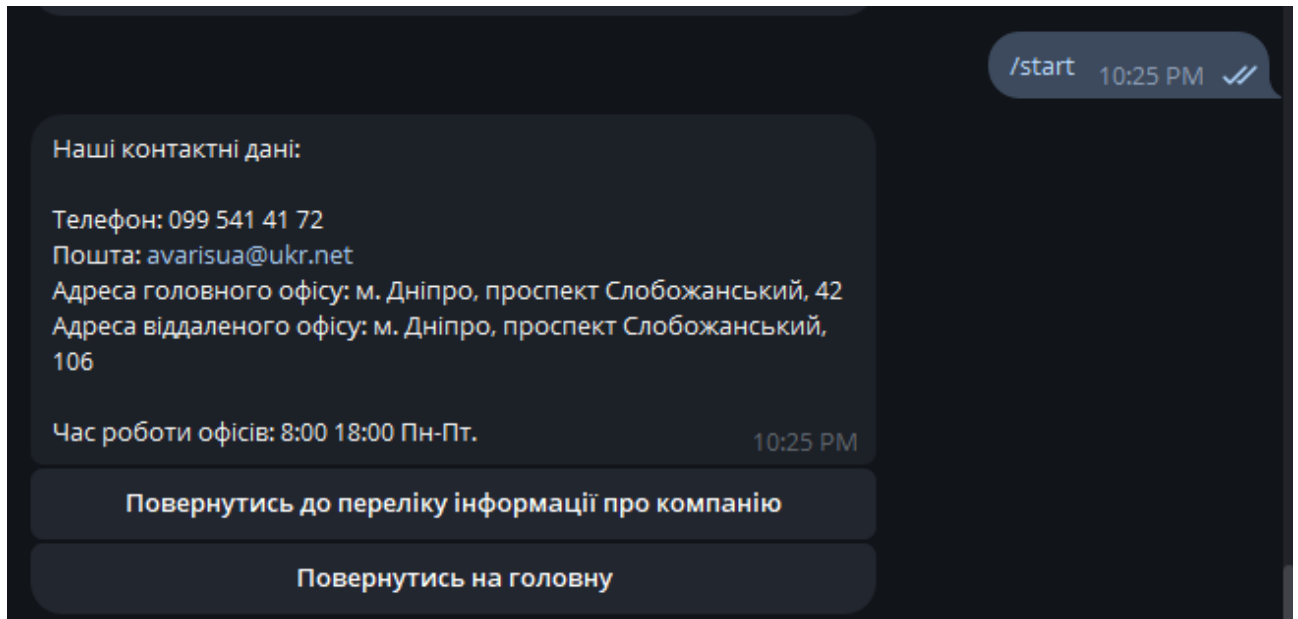 /start 10:25 PM
Наші контактні дані:
Телефон: 099 541 41 72
Пошта: avarisua@ukr.net
Адреса головного офісу: м. Дніпро, проспект Слобожанський, 42
Адреса віддаленого офісу: м. Дніпро, проспект Слобожанський,
106
Час роботи офісів: 8:00 18:00 Пн-Пт.
10:25 PM
Повернутись до переліку інформації про компанію
Повернутись на головну